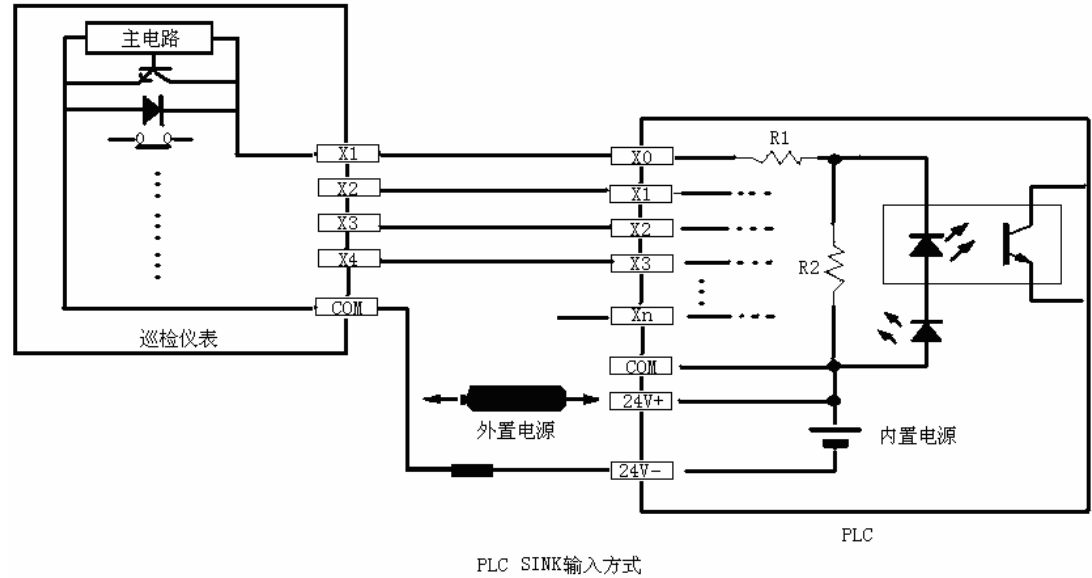 主电路
X1
X2
X3
X4
COM
巡检仪表
X0
R1
X1
X2
X3
R2
Xn
COM
24V+
外置电源
内置电源
24V-
PLC
PLC SINK输入方式